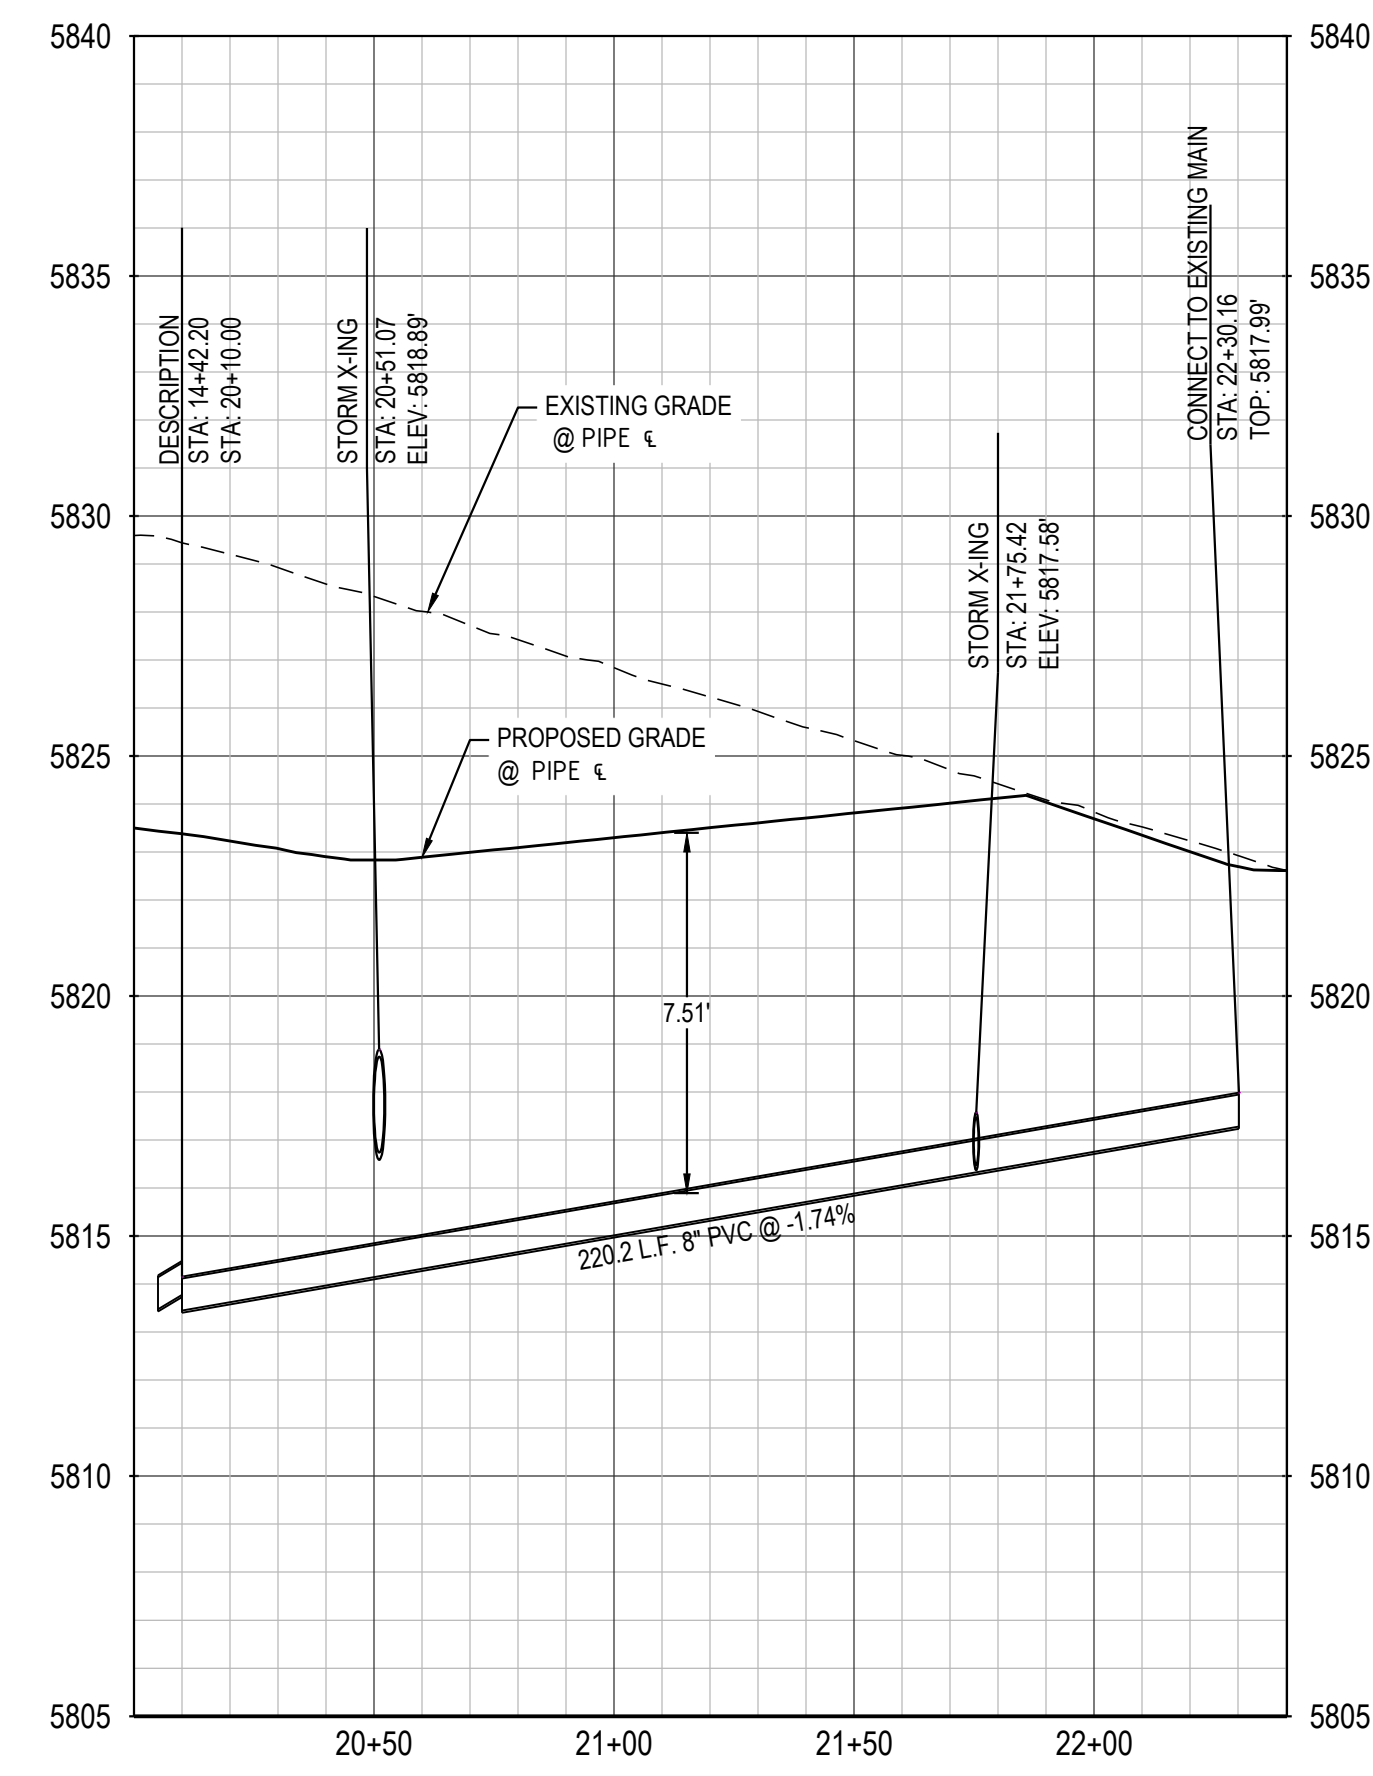 5840
5840
CONNECT TO EXISTING MAIN
STA: 22+30.16
TOP: 5817.99'
5835
5835
DESCRIPTION
STA: 14+42.20
STA: 20+10.00
STORM X-ING
STA: 20+51.07
ELEV: 5818.89'
EXISTING GRADE
@ PIPE ℄
5830
5830
STORM X-ING
STA: 21+75.42
ELEV: 5817.58'
PROPOSED GRADE
@ PIPE ℄
5825
5825
5820
5820
7.51'
5815
5815
220.2 L.F. 8" PVC @ -1.74%
5810
5810
5805
5805
20+50
21+00
21+50
22+00